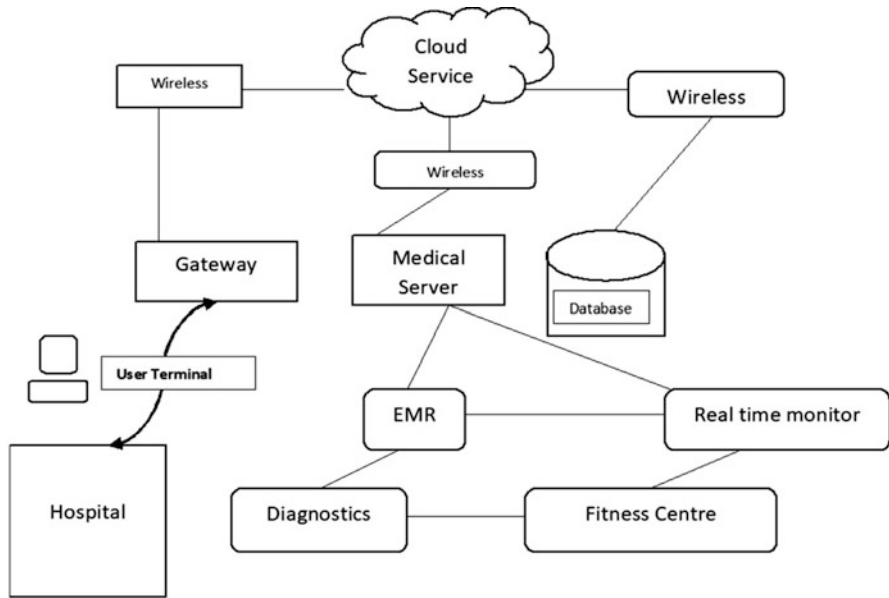 Cloud
Service
Wireless
Wireless
Wireless
Gateway
Medical
Server
Database
User Terminal
EMR
Real time monitor
Hospital
Diagnostics
Fitness Centre